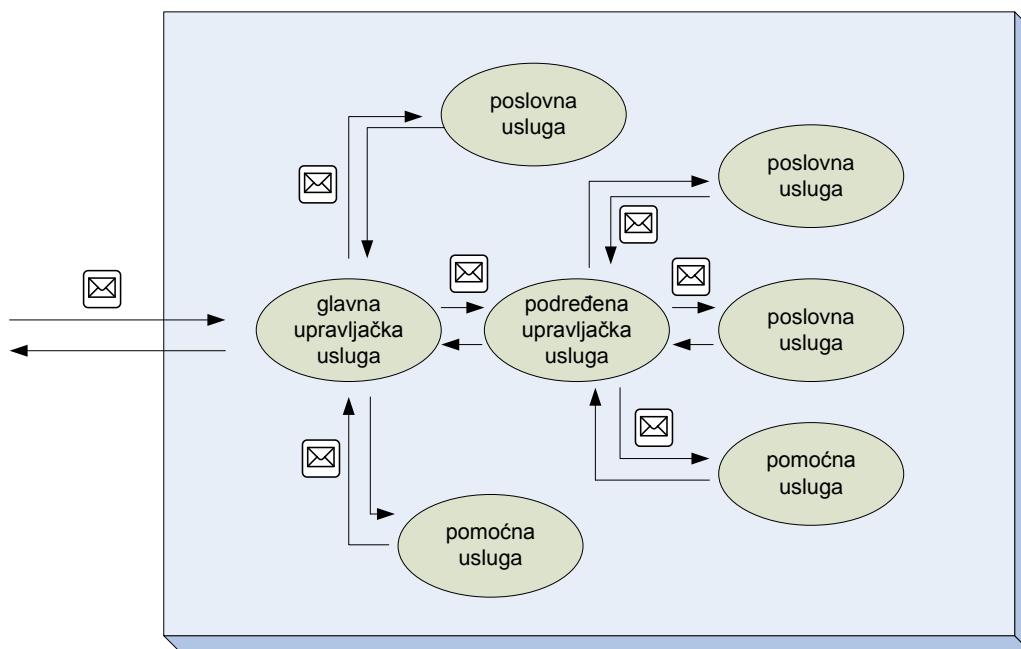 poslovna
usluga
poslovna
usluga
glavna
upravljačka
usluga
podređena
upravljačka
usluga
poslovna
usluga
pomoćna
usluga
pomoćna
usluga